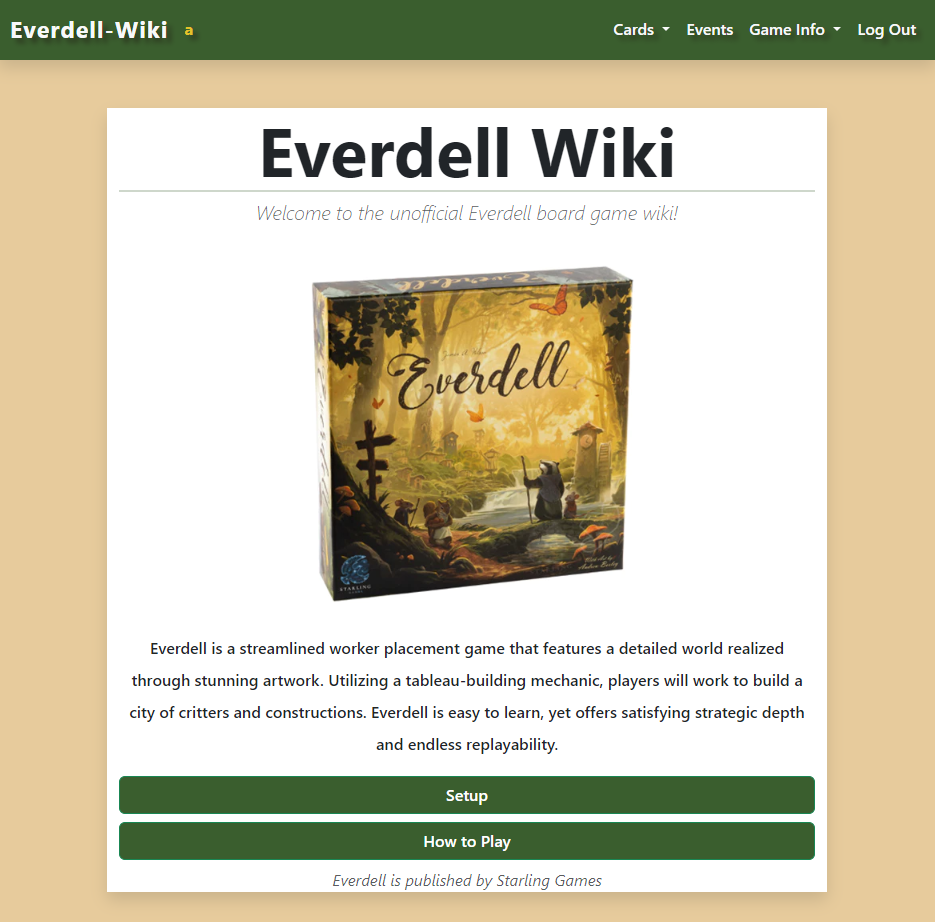 Everdell-Wiki a Cards Events Game Info Log Out
Everdell Wiki
Welcome to the unofficial Everdell board game wiki!
Everdell
Everdell
STARLING
GAMES
Everdell is a streamlined worker placement game that features a detailed world realized
through stunning artwork. Utilizing a tableau-building mechanic, players will work to build a
city of critters and constructions. Everdell is easy to learn, yet offers satisfying strategic depth
and endless replayability.
Setup
How to Play
Everdell is published by Starling Games